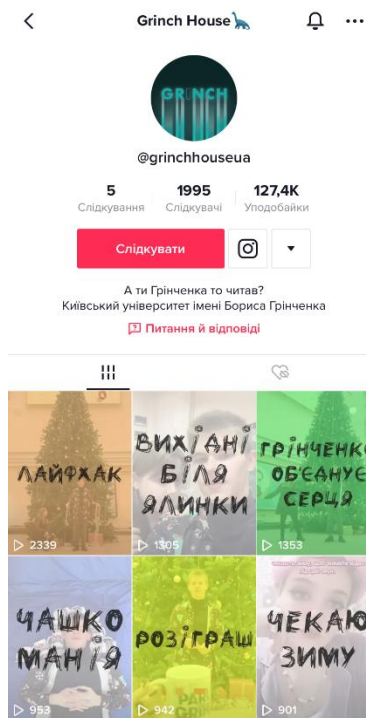 Grinch House
GRINCH
@grinchhouseua
5 1995 127,4K
Слідкування Слідкувачі Уподобайки
Слідкувати
А ти Грінченка то читав?
Київський університет імені Бориса Грінченка
Питання й відповіді
ЛАЙФХАК
2339
ВИХІДНІ
БІЛЯ
ЯЛИНКИ
1305
ГРІНЧЕНКО
ОБ'ЄДНУЄ
СЕРЦЯ
1353
ЧАШКО
МАНІЯ
953
РОЗІГРАШ
942
ЧЕКАЮ
ЗИМУ
901